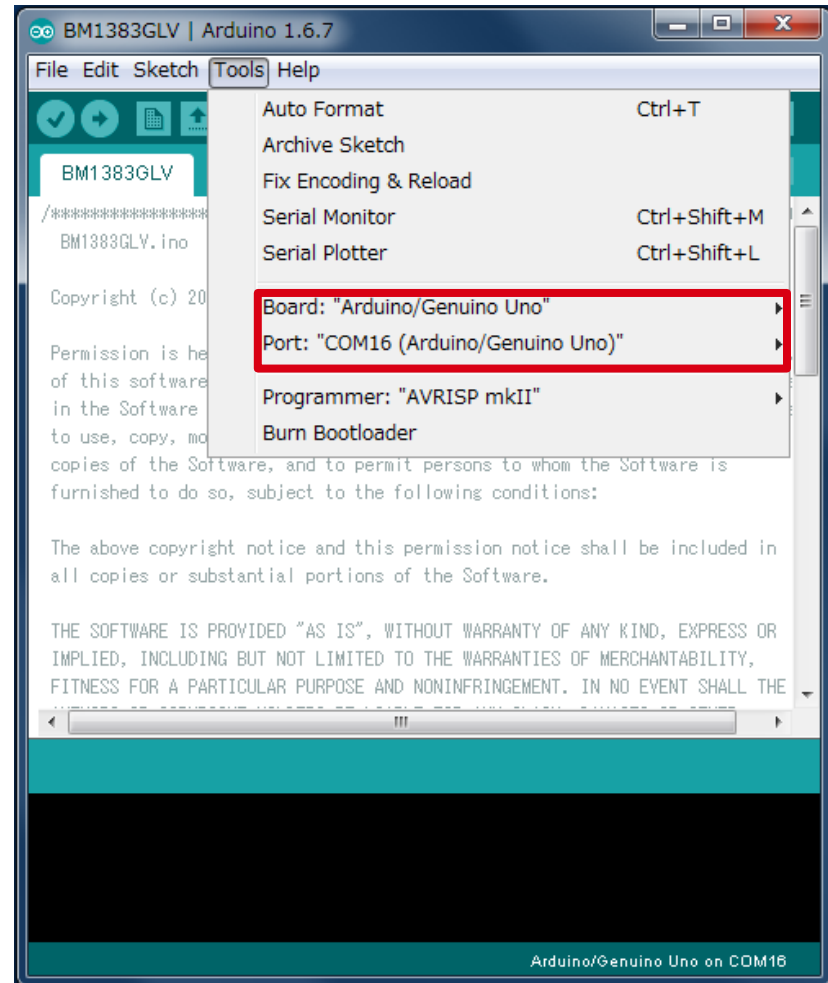 BM1383GLV | Arduino 1.6.7
File Edit Sketch Tools Help
Auto Format Ctrl+T
Archive Sketch
Fix Encoding & Reload
Serial Monitor Ctrl+Shift+M
Serial Plotter Ctrl+Shift+L
Board: "Arduino/Genuino Uno"
Port: "COM16 (Arduino/Genuino Uno)"
Programmer: "AVRISP mkII"
Burn Bootloader
BM1383GLV
/*****************
BM1383GLV.ino
Copyright (c) 20
Permission is he
of this software
in the Software
to use, copy, mo
copies of the Software, and to permit persons to whom the Software is
furnished to do so, subject to the following conditions:
The above copyright notice and this permission notice shall be included in
all copies or substantial portions of the Software.
THE SOFTWARE IS PROVIDED "AS IS", WITHOUT WARRANTY OF ANY KIND, EXPRESS OR
IMPLIED, INCLUDING BUT NOT LIMITED TO THE WARRANTIES OF MERCHANTABILITY,
FITNESS FOR A PARTICULAR PURPOSE AND NONINFRINGEMENT. IN NO EVENT SHALL THE
Arduino/Genuino Uno on COM16